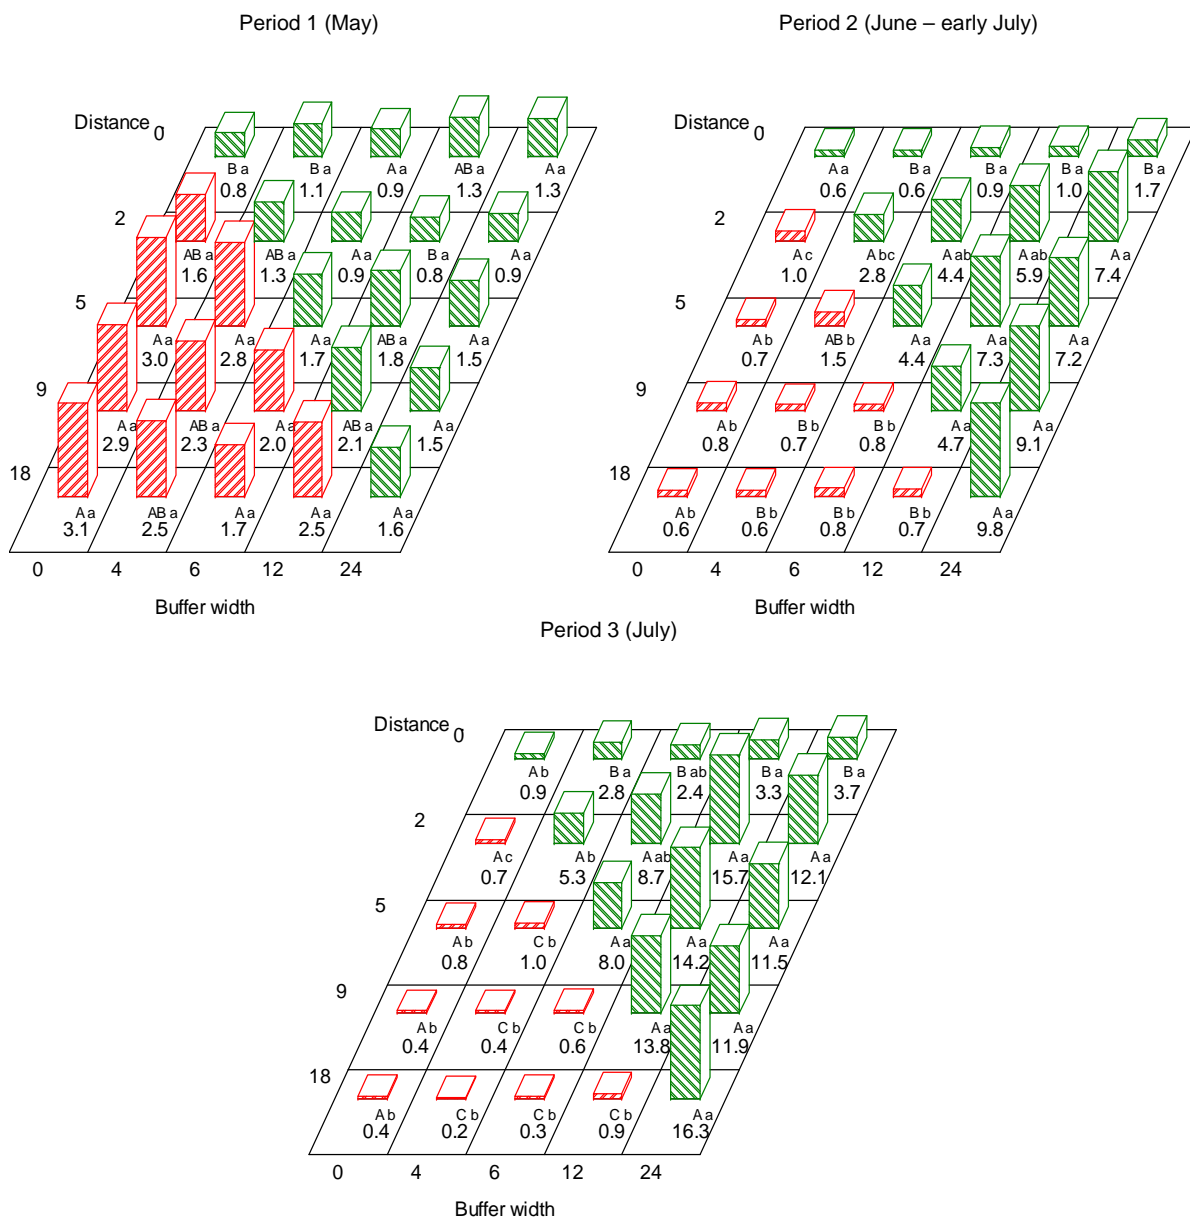 Period 1 (May)
Period 2 (June – early July)
Distance 0
B a B a A a AB a A a
0.8 1.1 0.9 1.3 1.3
2
AB a AB a A a B a A a
1.6 1.3 0.9 0.8 0.9
5
A a A a A a AB a A a
3.0 2.8 1.7 1.8 1.5
9
A a AB a A a AB a A a
2.9 2.3 2.0 2.1 1.5
18
A a AB a A a A a A a
3.1 2.5 1.7 2.5 1.6
0 4 6 12 24
Buffer width
Distance 0
A a B a B a B a B a
0.6 0.6 0.9 1.0 1.7
2
A c A bc A ab A ab A a
1.0 2.8 4.4 5.9 7.4
5
A b AB b A a A a A a
0.7 1.5 4.4 7.3 7.2
9
A b B b B b A a A a
0.8 0.7 0.8 4.7 9.1
18
A b B b B b B b A a
0.6 0.6 0.8 0.7 9.8
0 4 6 12 24
Buffer width
Period 3 (July)
Distance 0
A b B a B ab B a B a
0.9 2.8 2.4 3.3 3.7
2
A c A b A ab A a A a
0.7 5.3 8.7 15.7 12.1
5
A b C b A a A a A a
0.8 1.0 8.0 14.2 11.5
9
A b C b C b A a A a
0.4 0.4 0.6 13.8 11.9
18
A b C b C b C b A a
0.4 0.2 0.3 0.9 16.3
0 4 6 12 24
Buffer width